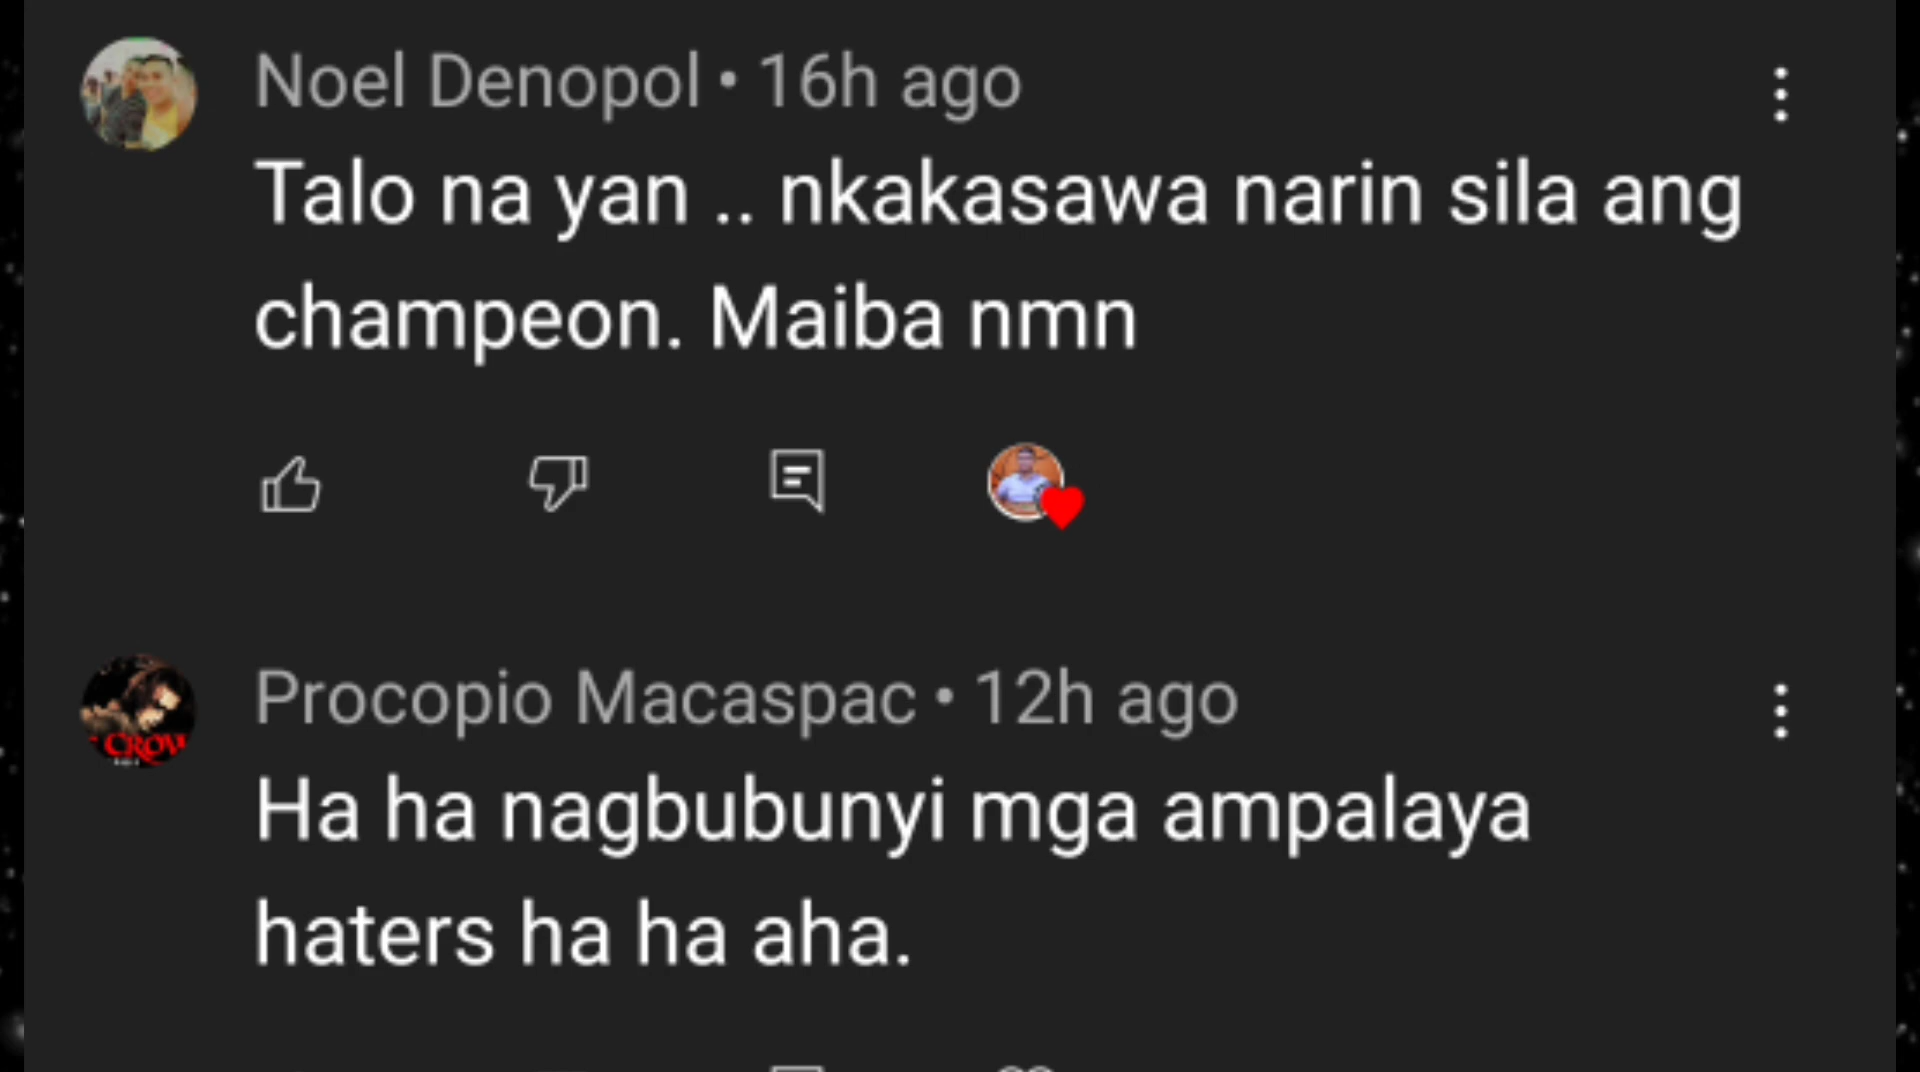 Noel Denopol • 16h ago
Talo na yan .. nkakasawa narin sila ang
champeon. Maiba nmn
Procopio Macaspac • 12h ago
CROW
Ha ha nagbubunyi mga ampalaya
haters ha ha aha.